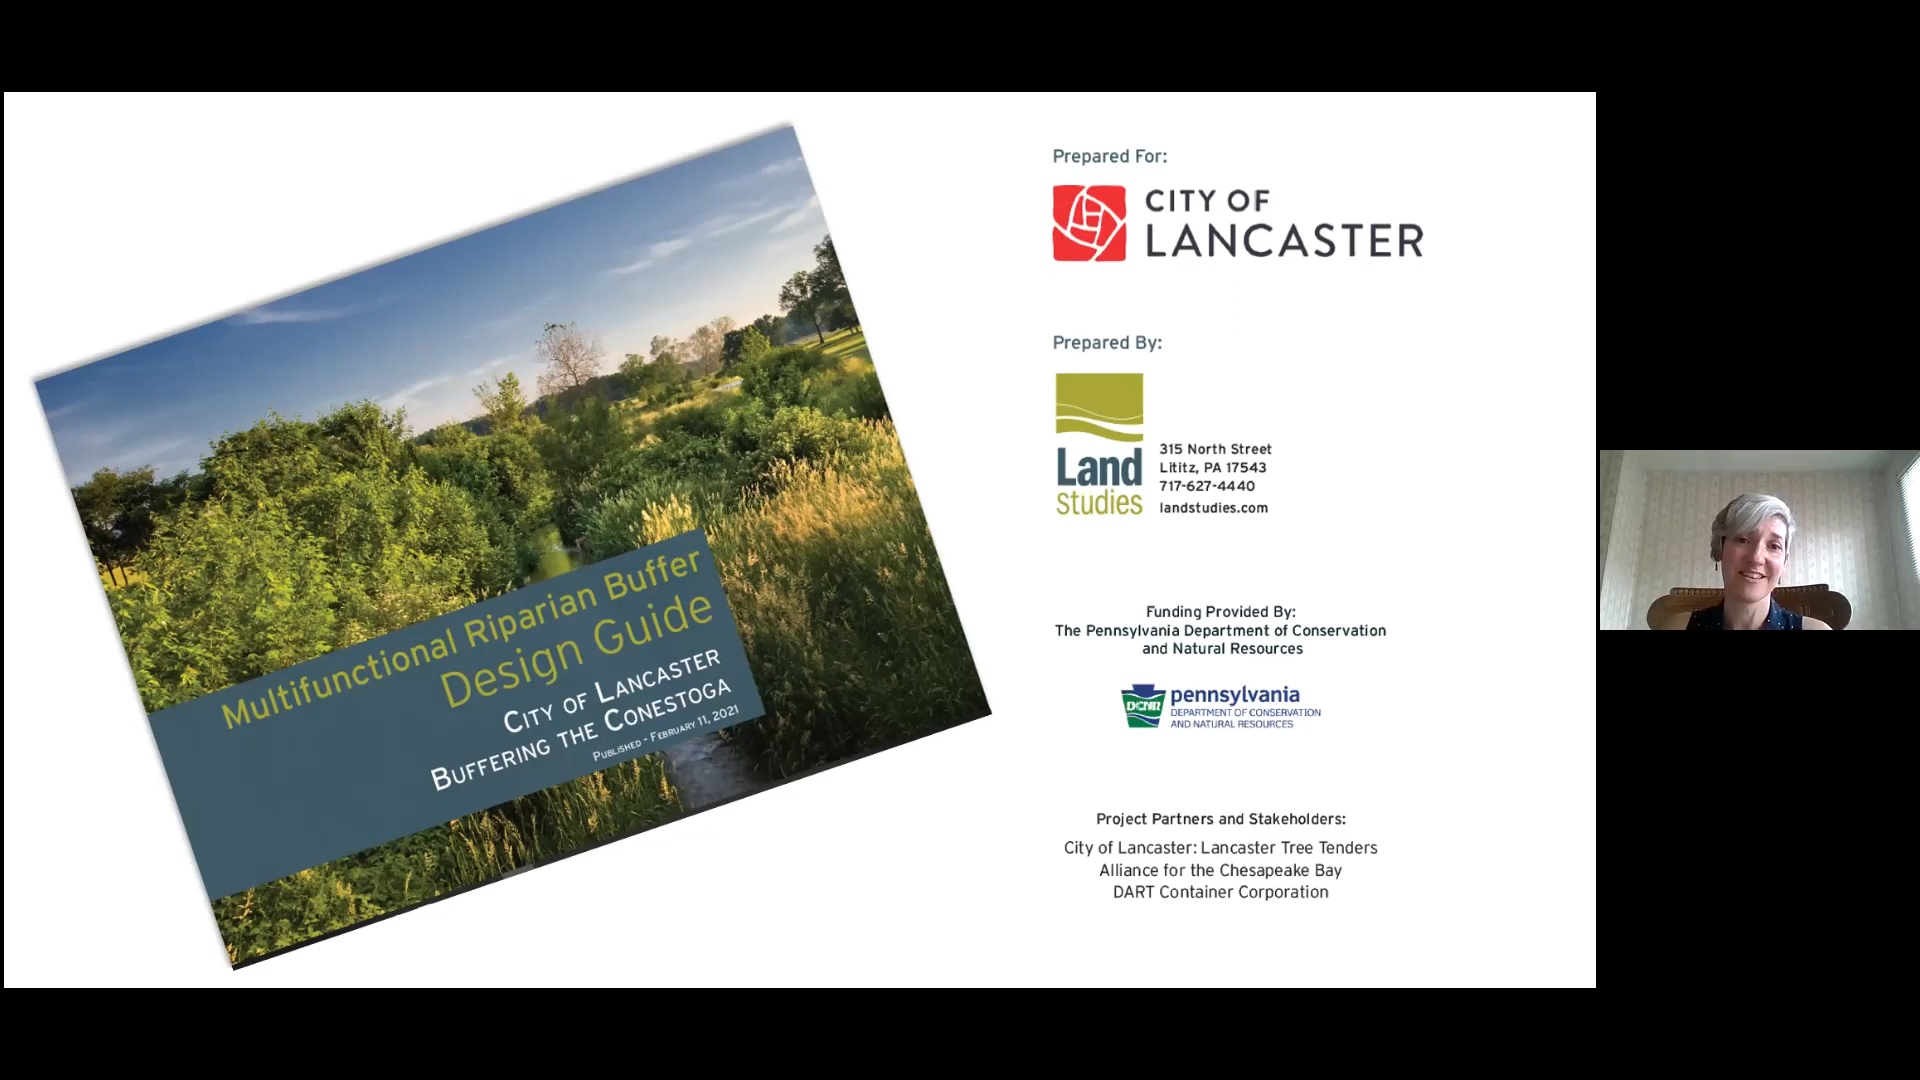 Multifunctional Riparian Buffer
Design Guide
City of Lancaster
Buffering the Conestoga
Published - February 11, 2021
Prepared For:
CITY OF
LANCASTER
Prepared By:
Land
Studies
315 North Street
Lititz, PA 17543
717-627-4440
landstudies.com
Funding Provided By:
The Pennsylvania Department of Conservation
and Natural Resources
DCNR
pennsylvania
DEPARTMENT OF CONSERVATION
AND NATURAL RESOURCES
Project Partners and Stakeholders:
City of Lancaster: Lancaster Tree Tenders
Alliance for the Chesapeake Bay
DART Container Corporation